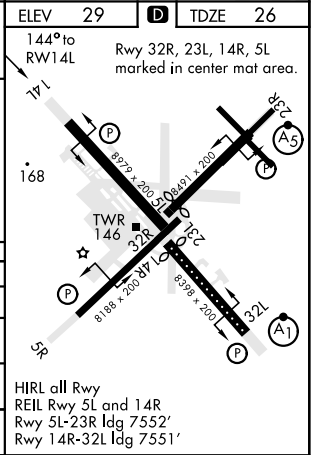 ELEV 29 D TDZE 26
144° to
RW14L
Rwy 32R, 23L, 14R, 5L
marked in center mat area.
14L
23R
P
A5
P
8979 x 200
8491 x 200
168
5L
TWR
146
32R
23L
14R
P
8188 x 200
8398 x 200
32L
A1
5R
P
HIRL all Rwy
REIL Rwy 5L and 14R
Rwy 5L-23R ldg 7552'
Rwy 14R-32L ldg 7551'